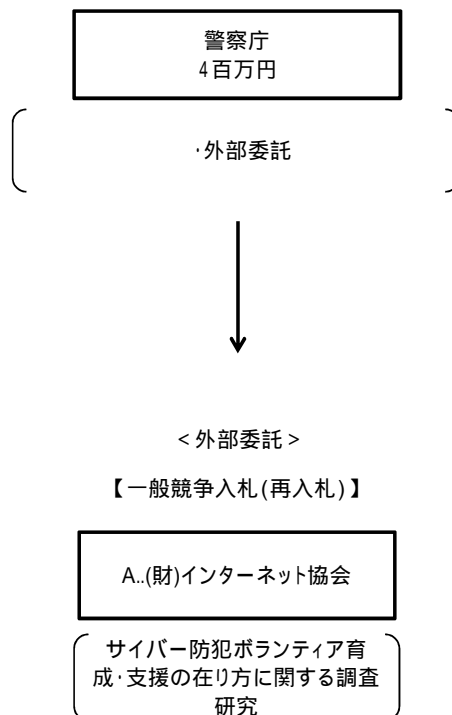 警察庁
4百万円
･外部委託
<外部委託>
【一般競争入札(再入札)】
A..(財)インターネット協会
サイバー防犯ボランティア育
成･支援の在り方に関する調査
研究